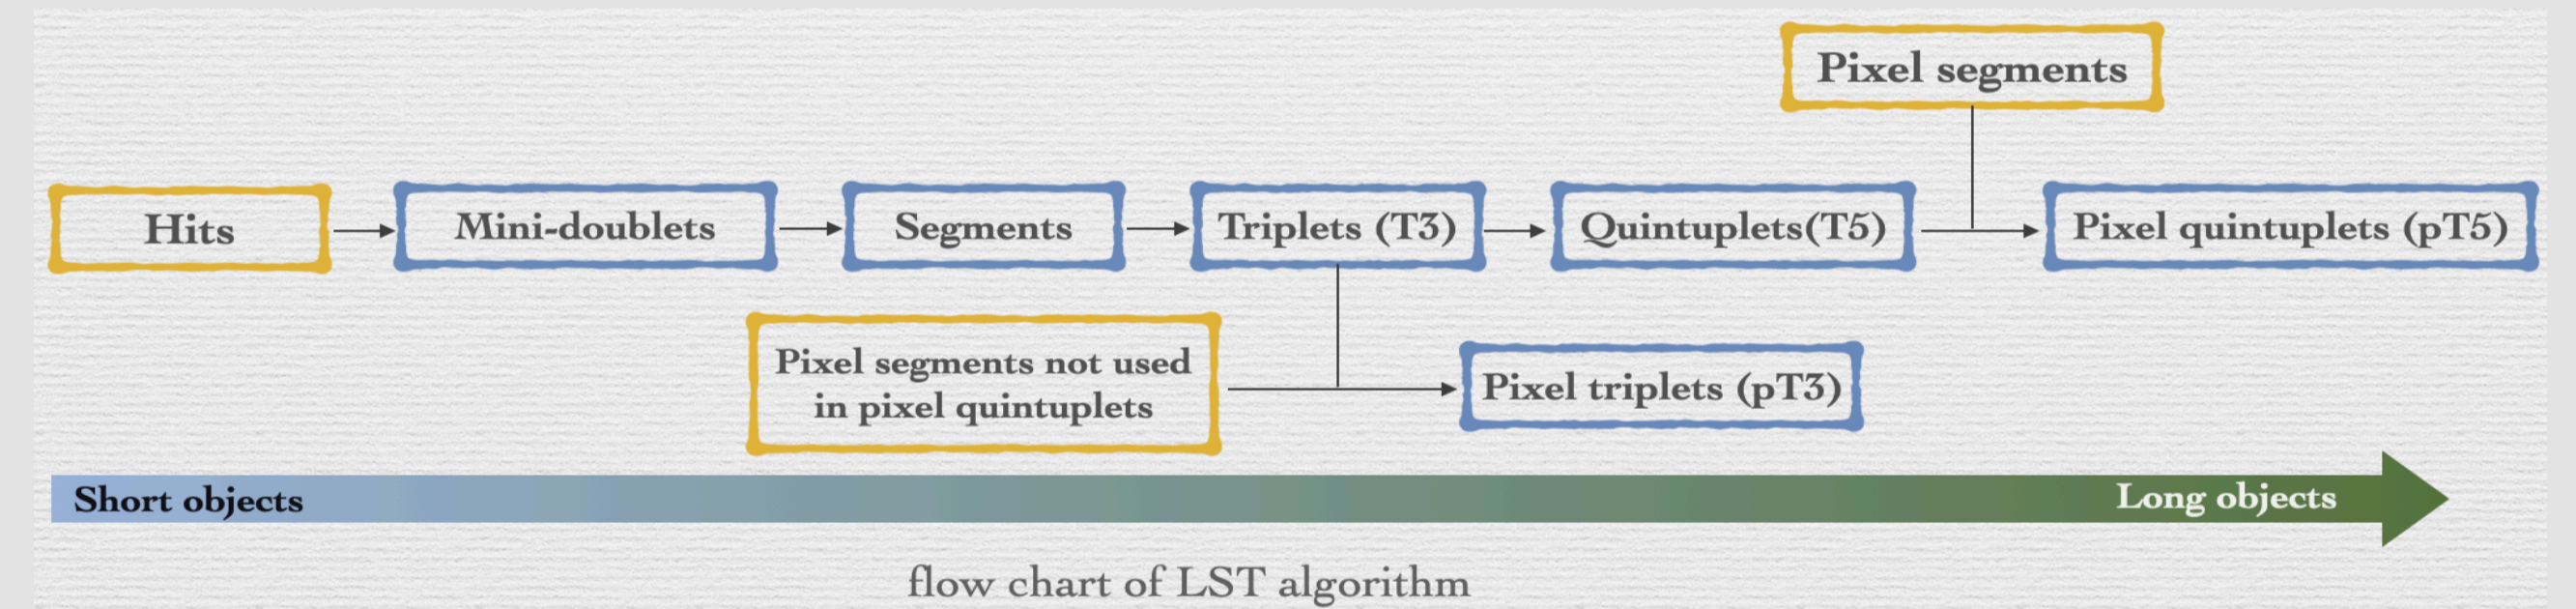 Pixel segments
Hits
Mini-doublets
Segments
Triplets (T3)
Quintuplets(T5)
Pixel quintuplets (pT5)
Pixel segments not used
in pixel quintuplets
Pixel triplets (pT3)
Short objects
Long objects
flow chart of LST algorithm